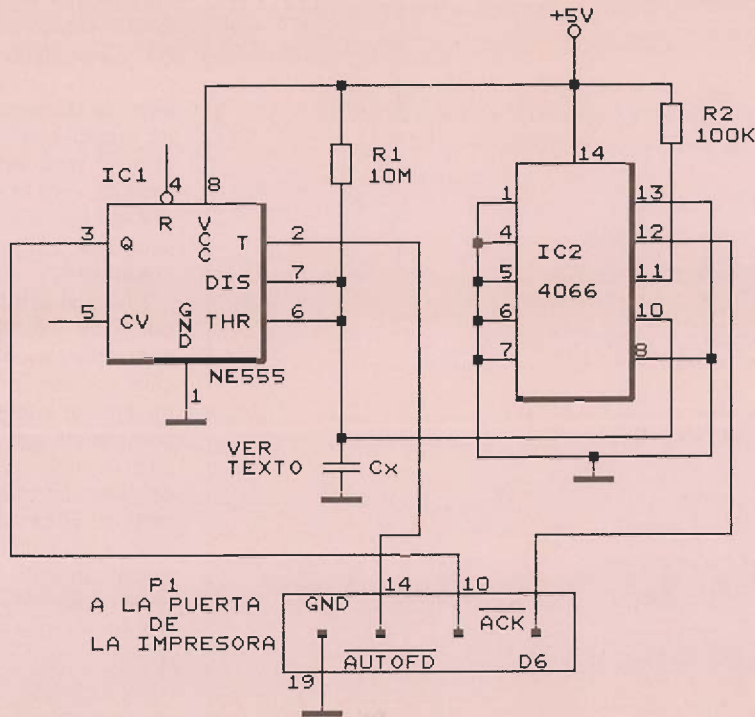 +5V
R2
100K
R1
10M
IC1
4
8
14
R
VCC
3
Q
T
2
DIS
7
5
CV
GND
THR
6
NE555
1
1
13
4
12
IC2
5
11
4066
6
10
7
8
VER
TEXTO
Cx
P1
A LA PUERTA
DE
LA IMPRESORA
14
10
GND
ACK
AUTOFD
D6
19